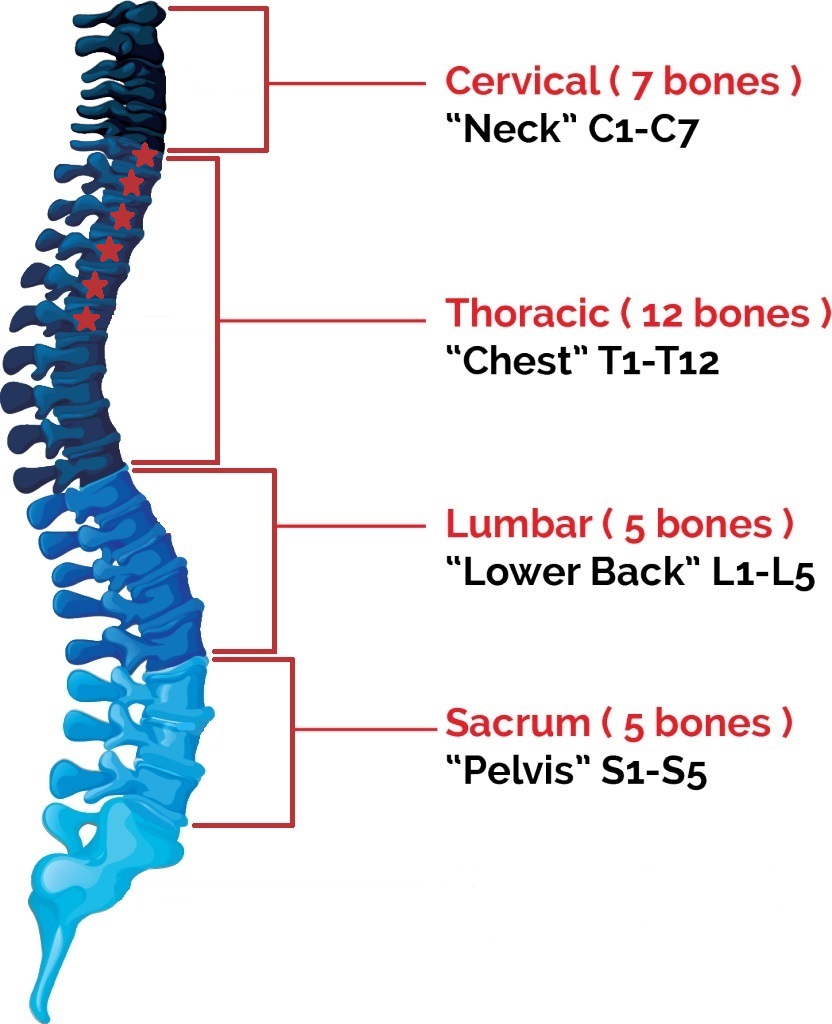 Cervical ( 7 bones )
“Neck” C1-C7
Thoracic ( 12 bones )
“Chest” T1-T12
Lumbar ( 5 bones )
“Lower Back” L1-L5
Sacrum ( 5 bones )
“Pelvis” S1-S5